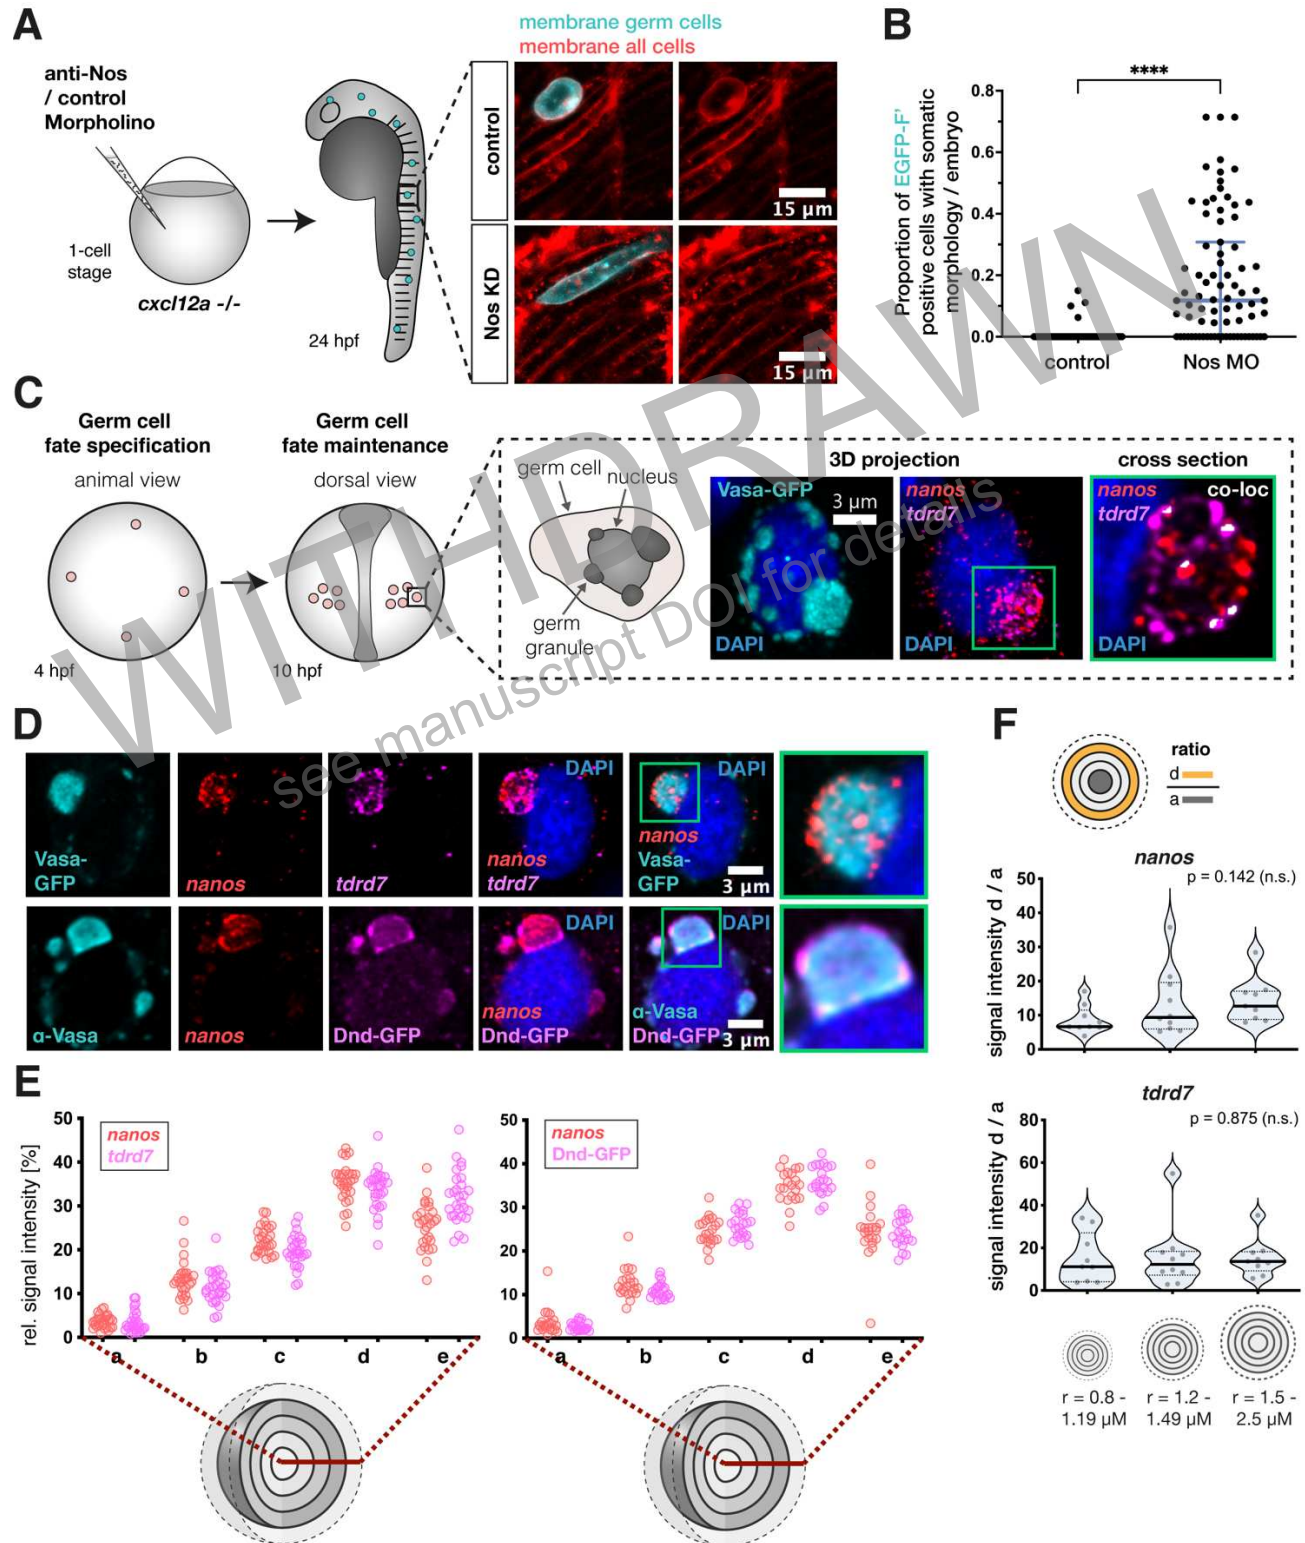 A
membrane germ cells
membrane all cells
anti-Nos
/ control
Morpholino
1-cell
stage
cxcl12a -/-
24 hpf
control
Nos KD
15 µm
15 µm
B
****
Proportion of EGFP-F'
positive cells with somatic
morphology / embryo
0.8
0.6
0.4
0.2
0.0
control
Nos MO
C
Germ cell
fate specification
animal view
4 hpf
Germ cell
fate maintenance
dorsal view
10 hpf
germ cell
nucleus
germ
granule
3D projection
cross section
Vasa-GFP
3 µm
DAPI
nanos
tdrd7
DAPI
nanos
tdrd7
co-loc
DAPI
WITHDRAWN
see manuscript DOI for details
D
Vasa-
GFP
nanos
tdrd7
DAPI
nanos
tdrd7
DAPI
nanos
Vasa-
GFP
3 µm
α-Vasa
nanos
Dnd-GFP
DAPI
nanos
Dnd-GFP
DAPI
α-Vasa
Dnd-GFP
3 µm
E
rel. signal intensity [%]
50
40
30
20
10
0
nanos
tdrd7
a b c d e
50
40
30
20
10
0
nanos
Dnd-GFP
a b c d e
F
ratio
d
a
nanos
p = 0.142 (n.s.)
signal intensity d / a
50
40
30
20
10
0
tdrd7
p = 0.875 (n.s.)
signal intensity d / a
80
60
40
20
0
r = 0.8 -
1.19 µM
r = 1.2 -
1.49 µM
r = 1.5 -
2.5 µM